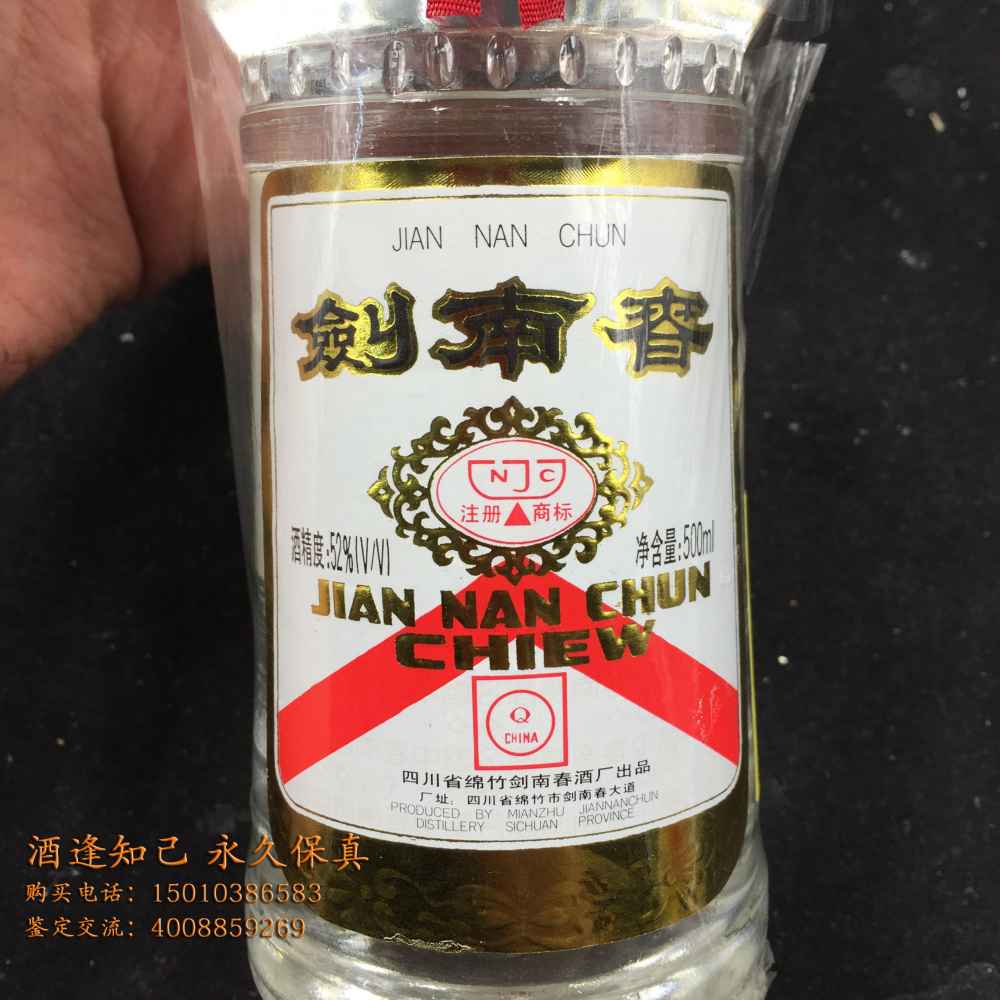 JIAN NAN CHUN
劍南春
NJC
注册 商标
酒精度:52%(V/V)
净含量:500ml
JIAN NAN CHUN
CHIEW
Q
CHINA
四川省绵竹剑南春酒厂出品
厂址: 四川省绵竹市剑南春大道
PRODUCED BY MIANZHU JIANNANCHUN
DISTILLERY SICHUAN PROVINCE
酒逢知己 永久保真
购买电话: 15010386583
鉴定交流: 4008859269